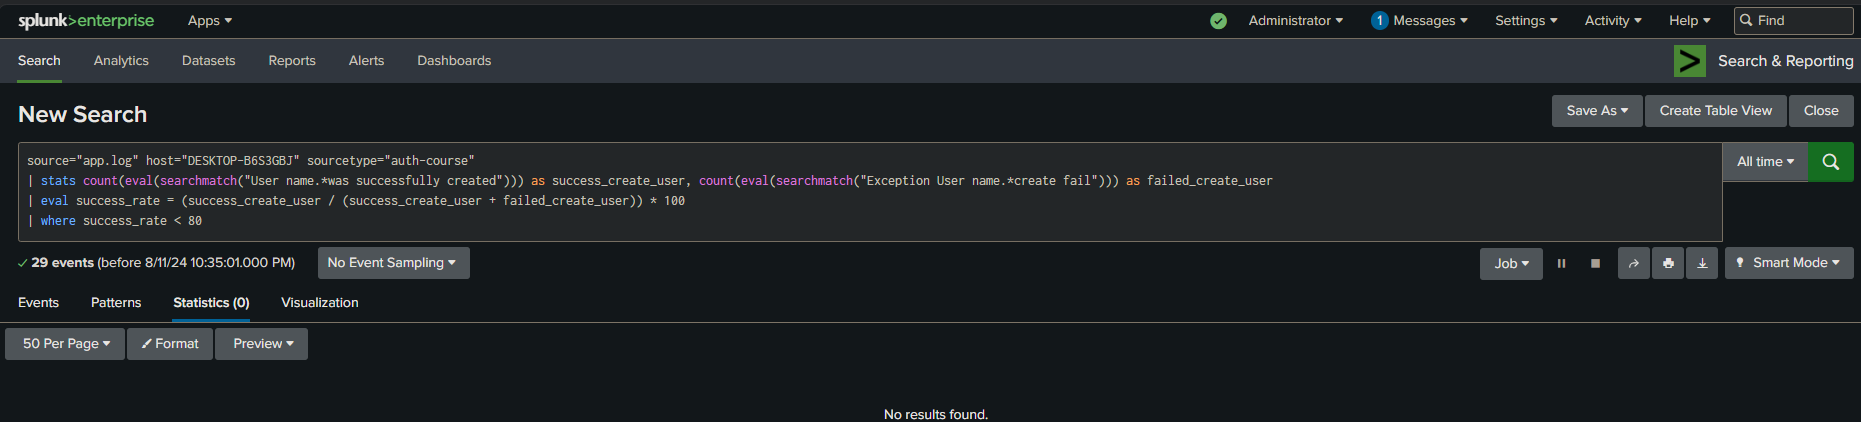 splunk>enterprise Apps Administrator 1 Messages Settings Activity Help Find
Search Analytics Datasets Reports Alerts Dashboards > Search & Reporting
New Search Save As Create Table View Close
source="app.log" host="DESKTOP-B6S3GBJ" sourcetype="auth-course" All time
| stats count(eval(searchmatch("User name.*was successfully created"))) as success_create_user, count(eval(searchmatch("Exception User name.*create fail"))) as failed_create_user
| eval success_rate = (success_create_user / (success_create_user + failed_create_user)) * 100
| where success_rate < 80
29 events (before 8/11/24 10:35:01.000 PM) No Event Sampling Job Smart Mode
Events Patterns Statistics (0) Visualization
50 Per Page Format Preview
No results found.